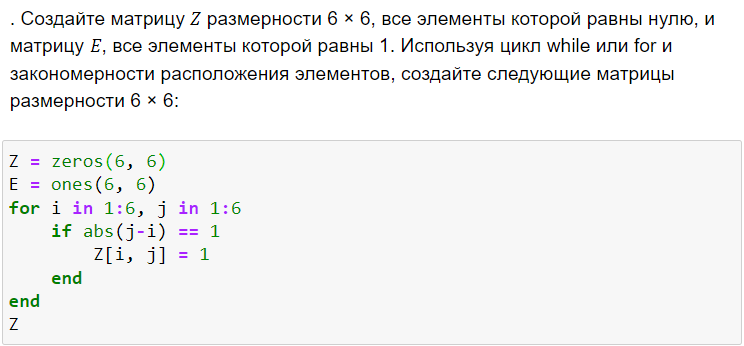 . Создайте матрицу Z размерности 6 × 6, все элементы которой равны нулю, и
матрицу E, все элементы которой равны 1. Используя цикл while или for и
закономерности расположения элементов, создайте следующие матрицы
размерности 6 × 6:
Z = zeros(6, 6)
E = ones(6, 6)
for i in 1:6, j in 1:6
    if abs(j-i) == 1
        Z[i, j] = 1
    end
end
Z